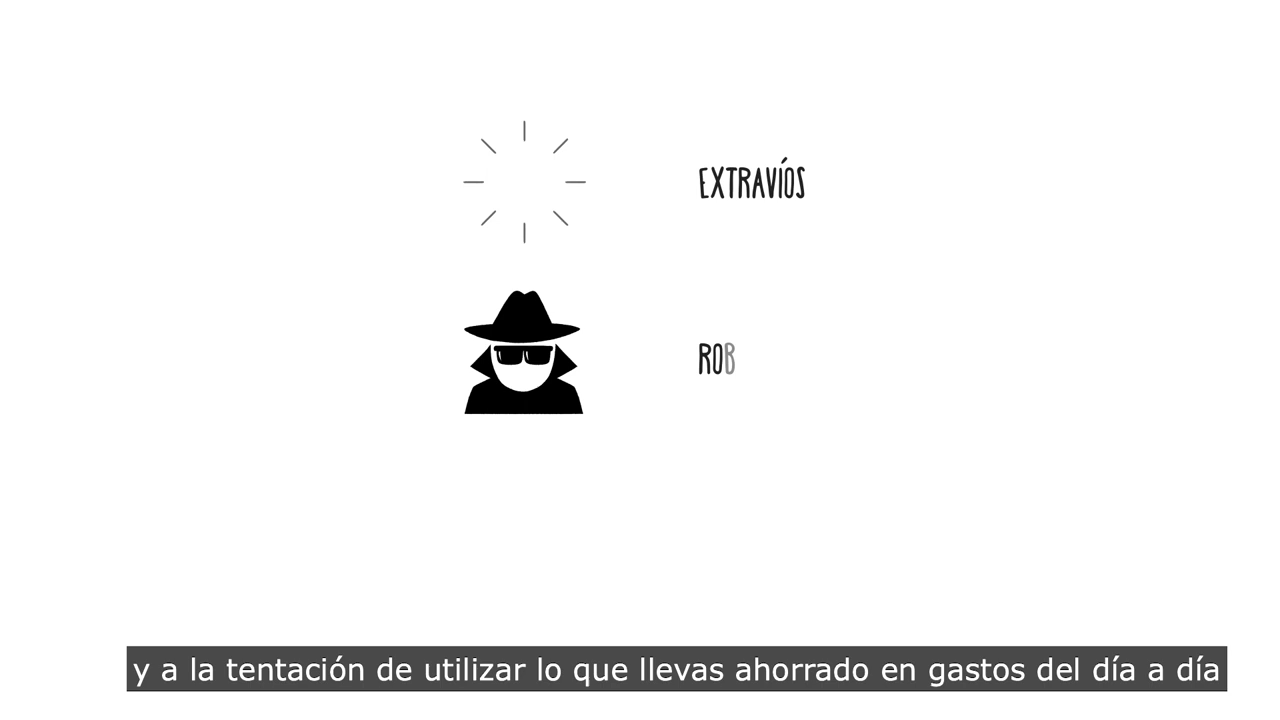 EXTRAVÍOS
ROB
y a la tentación de utilizar lo que llevas ahorrado en gastos del día a día